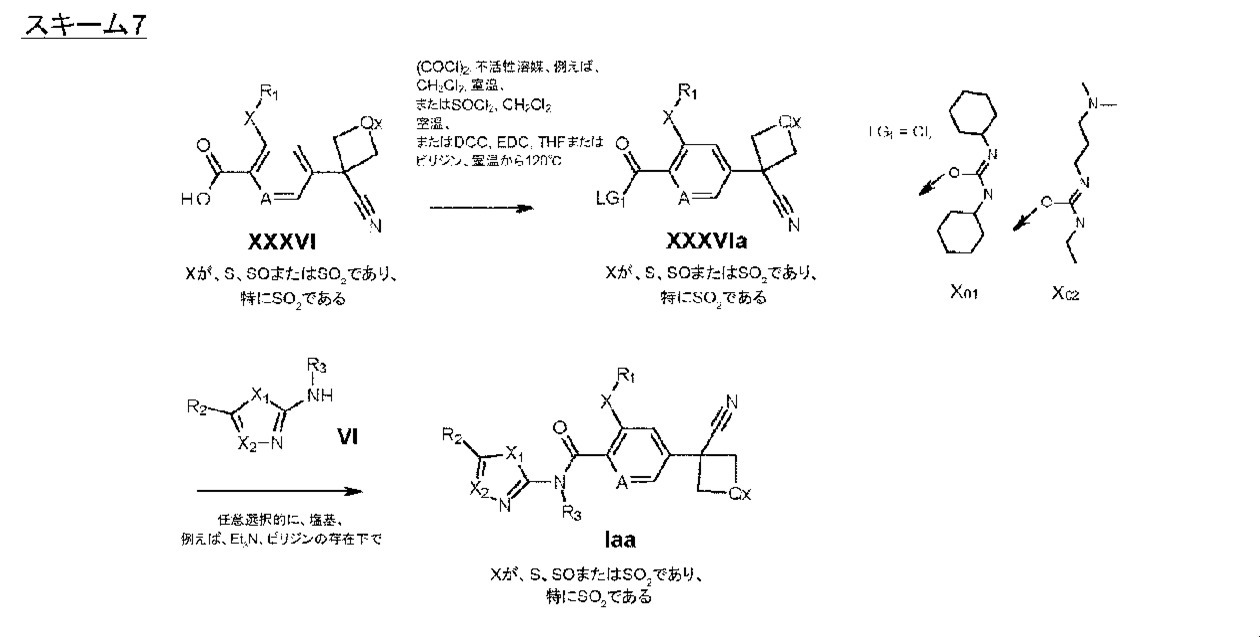 スキーム7
(COCl)2, 不活性溶媒、例えば、
CH2Cl2, 室温、
またはSOCl2, CH2Cl2
室温、
またはDCC, EDC, THFまたは
ピリジン、室温から120℃
R1
X
Qx
O
HO
A
N
XXXVI
Xが、S、SOまたはSO2であり、
特にSO2である
R1
X
Qx
O
LG1
A
N
XXXVIa
Xが、S、SOまたはSO2であり、
特にSO2である
LG1 = Cl,
N
O
N
X01
N
N
O
N
X02
R3
R2
X1
NH
X2-N
VI
任意選択的に、塩基、
例えば、Et3N、ピリジンの存在下で
R1
X
N
O
R2
X1
X2
N
N
R3
A
Qx
Iaa
Xが、S、SOまたはSO2であり、
特にSO2である